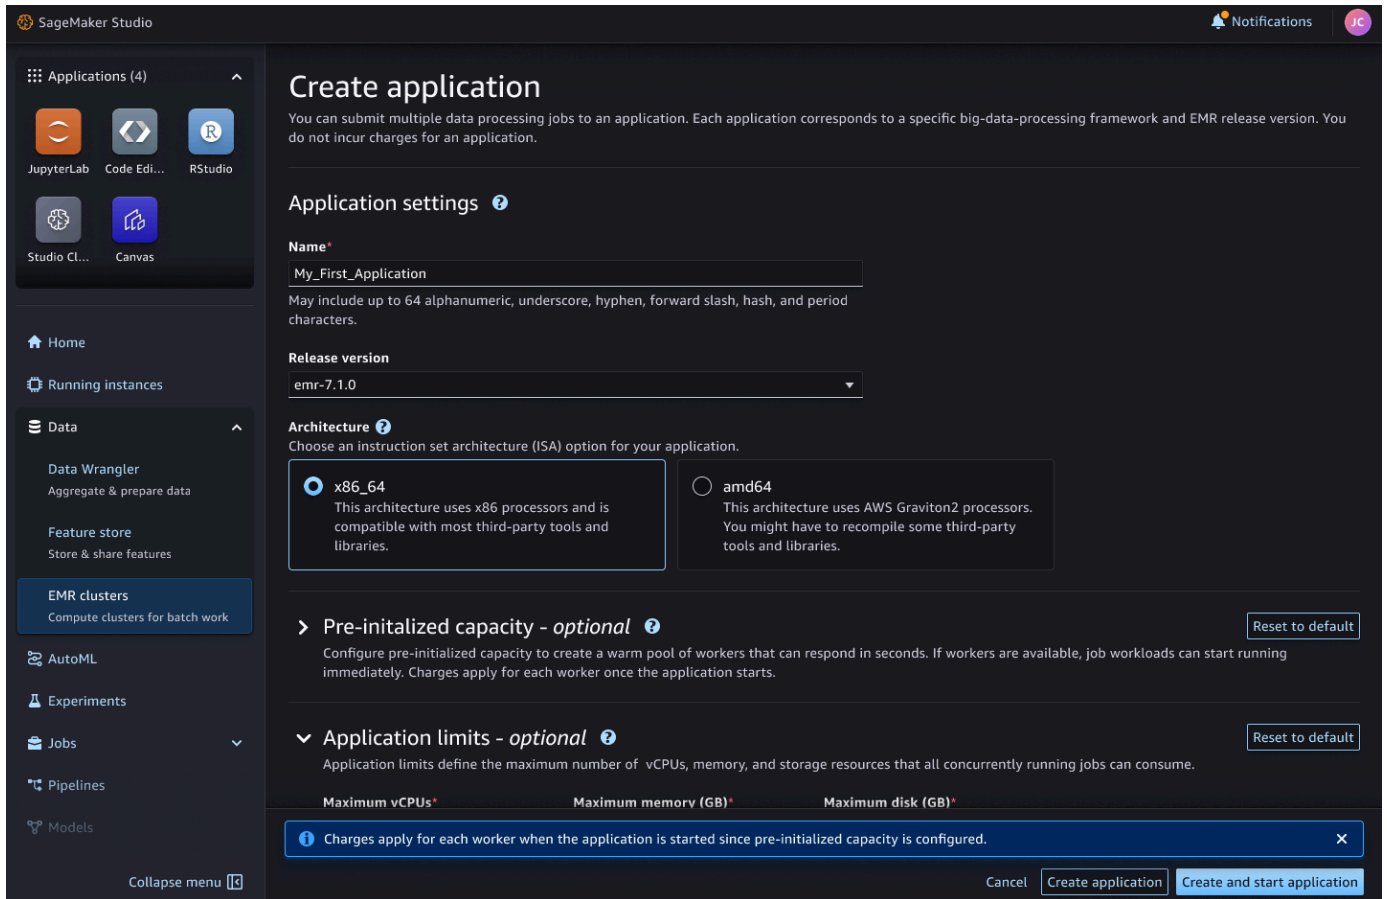 SageMaker Studio
Notifications
JC
Applications (4)
JupyterLab
Code Edi...
R
RStudio
Studio Cl...
Canvas
Home
Running instances
Data
Data Wrangler
Aggregate & prepare data
Feature store
Store & share features
EMR clusters
Compute clusters for batch work
AutoML
Experiments
Jobs
Pipelines
Models
Collapse menu
Create application
You can submit multiple data processing jobs to an application. Each application corresponds to a specific big-data-processing framework and EMR release version. You
do not incur charges for an application.
Application settings ?
Name*
My_First_Application
May include up to 64 alphanumeric, underscore, hyphen, forward slash, hash, and period
characters.
Release version
emr-7.1.0
Architecture ?
Choose an instruction set architecture (ISA) option for your application.
x86_64
This architecture uses x86 processors and is
compatible with most third-party tools and
libraries.
amd64
This architecture uses AWS Graviton2 processors.
You might have to recompile some third-party
tools and libraries.
Pre-initalized capacity - optional ?
Reset to default
Configure pre-initialized capacity to create a warm pool of workers that can respond in seconds. If workers are available, job workloads can start running
immediately. Charges apply for each worker once the application starts.
Application limits - optional ?
Reset to default
Application limits define the maximum number of vCPUs, memory, and storage resources that all concurrently running jobs can consume.
Maximum vCPUs*
Maximum memory (GB)*
Maximum disk (GB)*
Charges apply for each worker when the application is started since pre-initialized capacity is configured.
Cancel
Create application
Create and start application